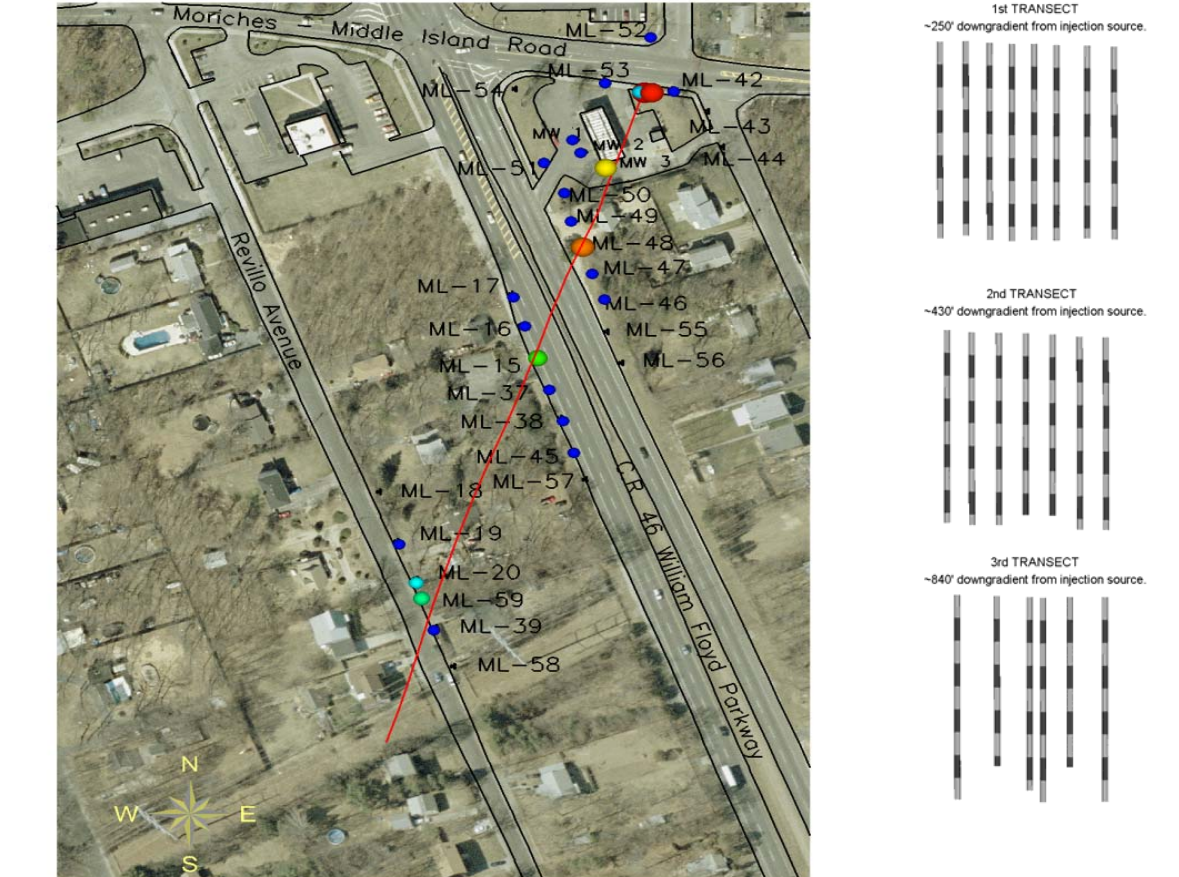 Moriches – Middle Island Road
ML-52
ML-53
ML-54
ML-42
ML-43
MW 1
MW 2
ML-44
ML-51
MW 3
ML-50
ML-49
ML-48
ML-47
ML-17
ML-46
ML-16
ML-55
ML-15
ML-56
ML-37
ML-38
ML-45
ML-57
ML-18
ML-19
ML-20
ML-59
ML-39
ML-58
Revillo Avenue
C.R. 46 William Floyd Parkway
N
W E
S
1st TRANSECT
~250' downgradient from injection source.
2nd TRANSECT
~430' downgradient from injection source.
3rd TRANSECT
~840' downgradient from injection source.